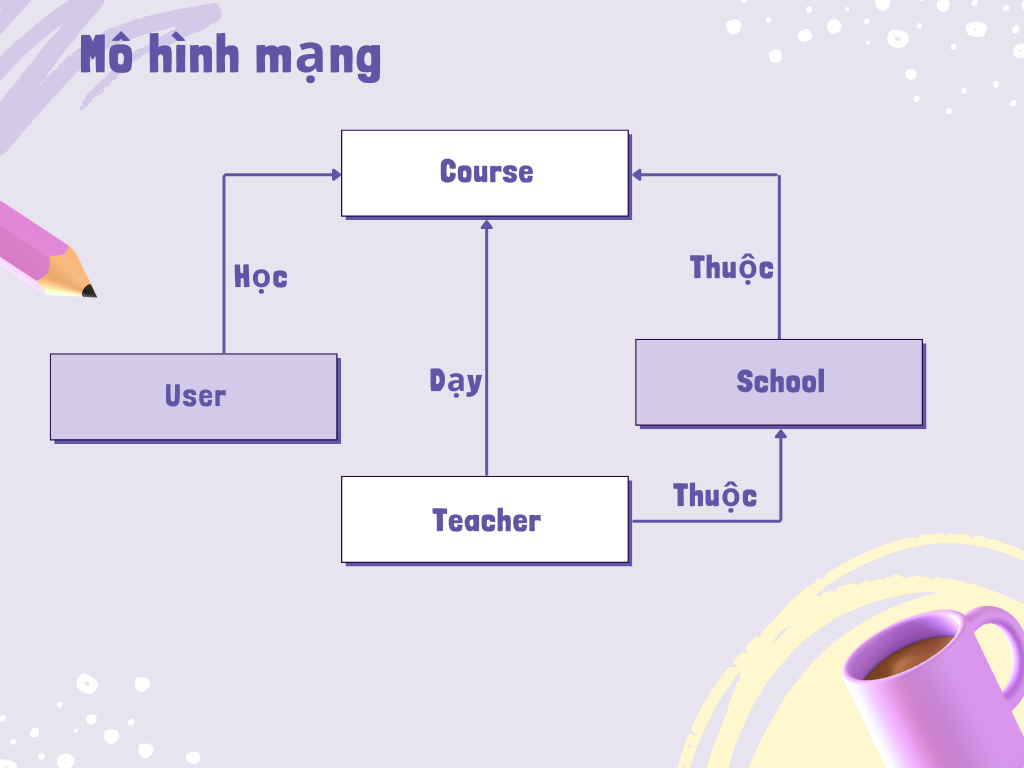 Mô hình mạng
Course
Học
Thuộc
User
Dạy
School
Thuộc
Teacher